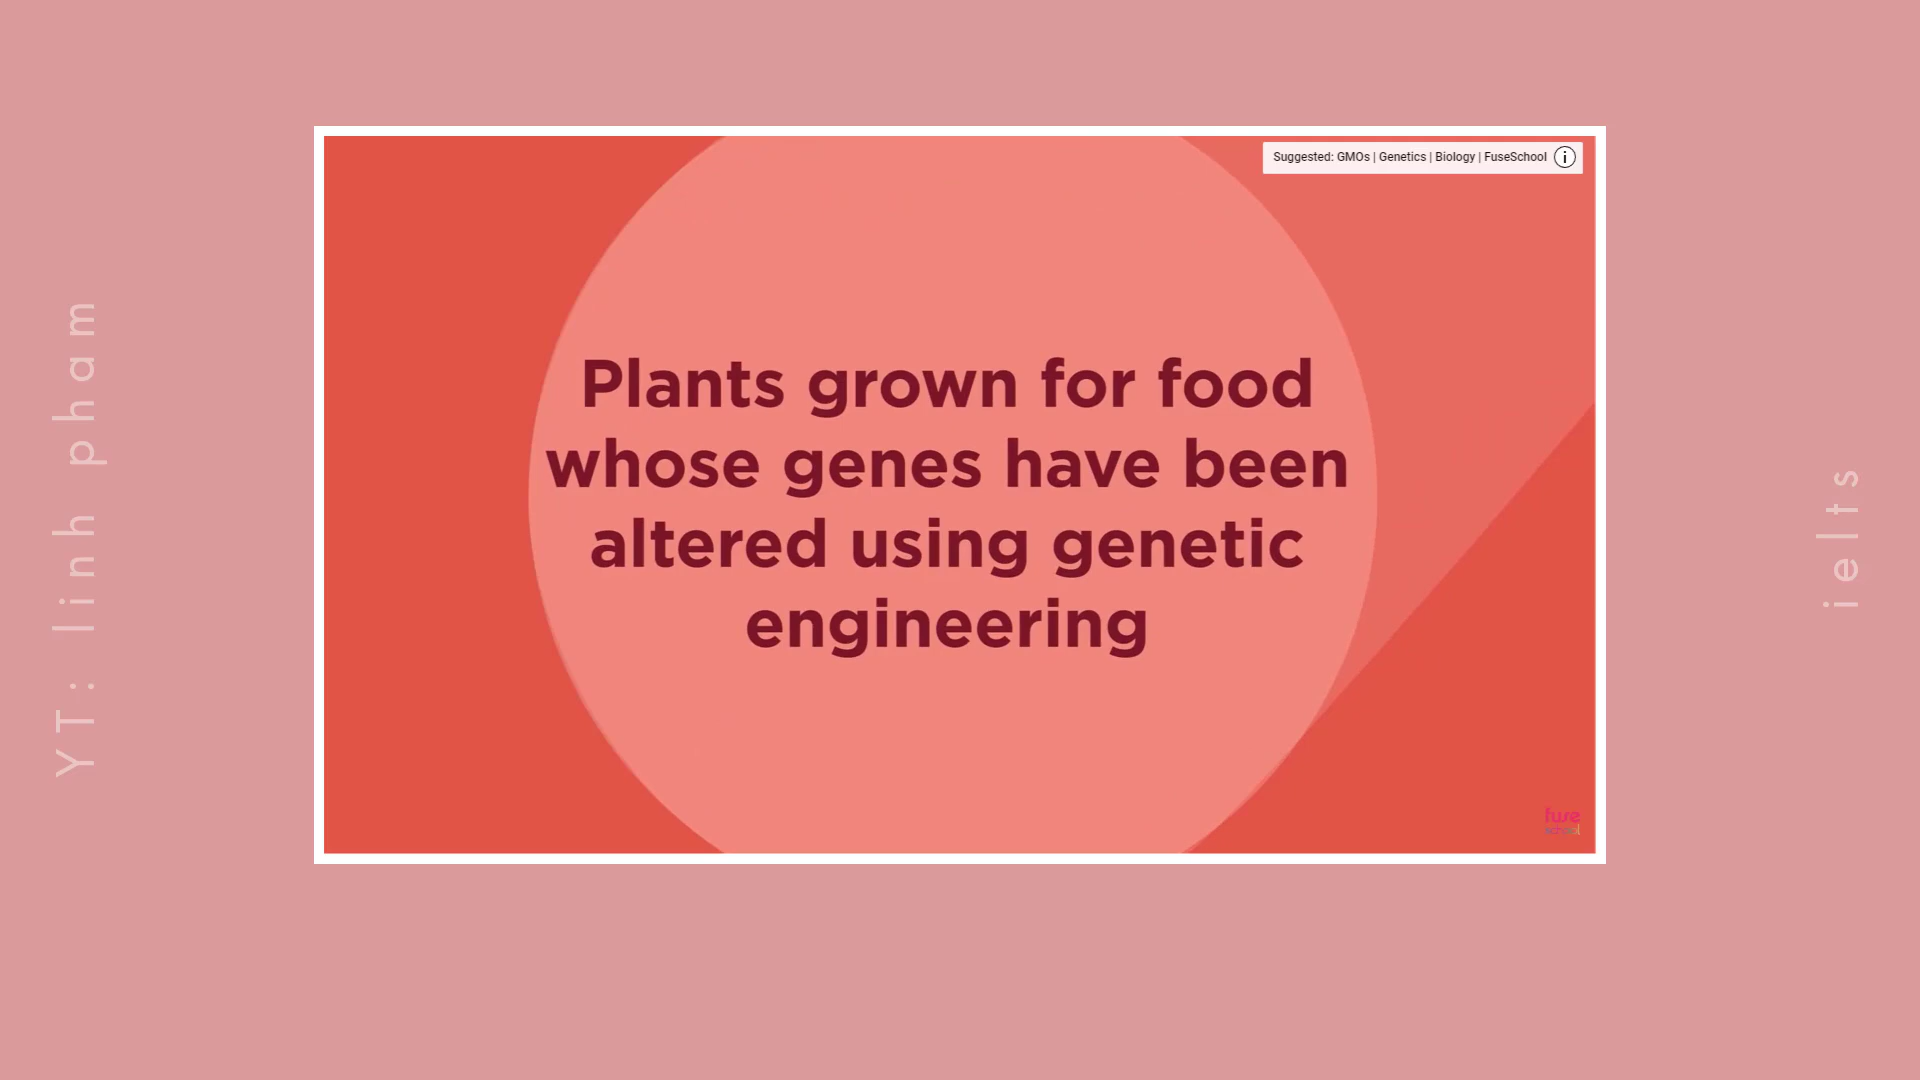 YT: linh pham
Suggested: GMOs | Genetics | Biology | FuseSchool
Plants grown for food
whose genes have been
altered using genetic
engineering
fuse
school
ielts